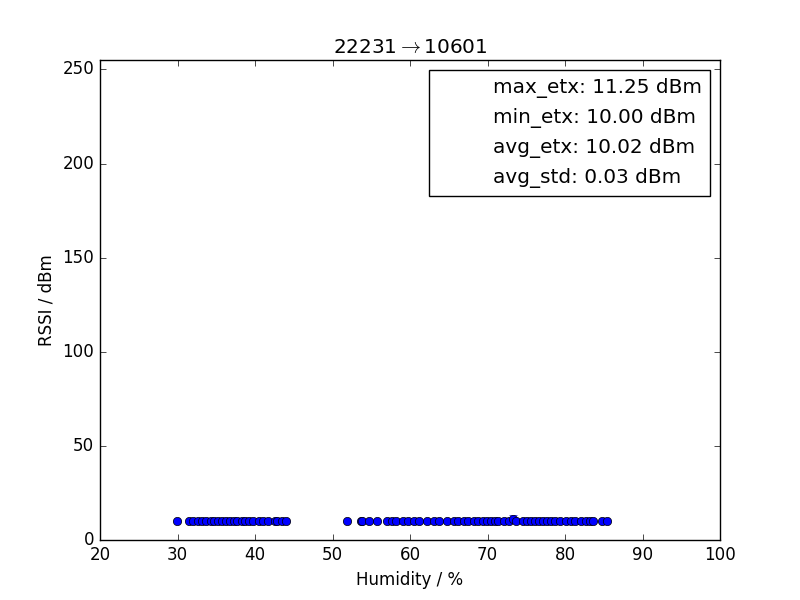 22231→10601
max_etx: 11.25 dBm
min_etx: 10.00 dBm
avg_etx: 10.02 dBm
avg_std: 0.03 dBm
250
200
150
100
50
0
RSSI / dBm
20 30 40 50 60 70 80 90 100
Humidity / %